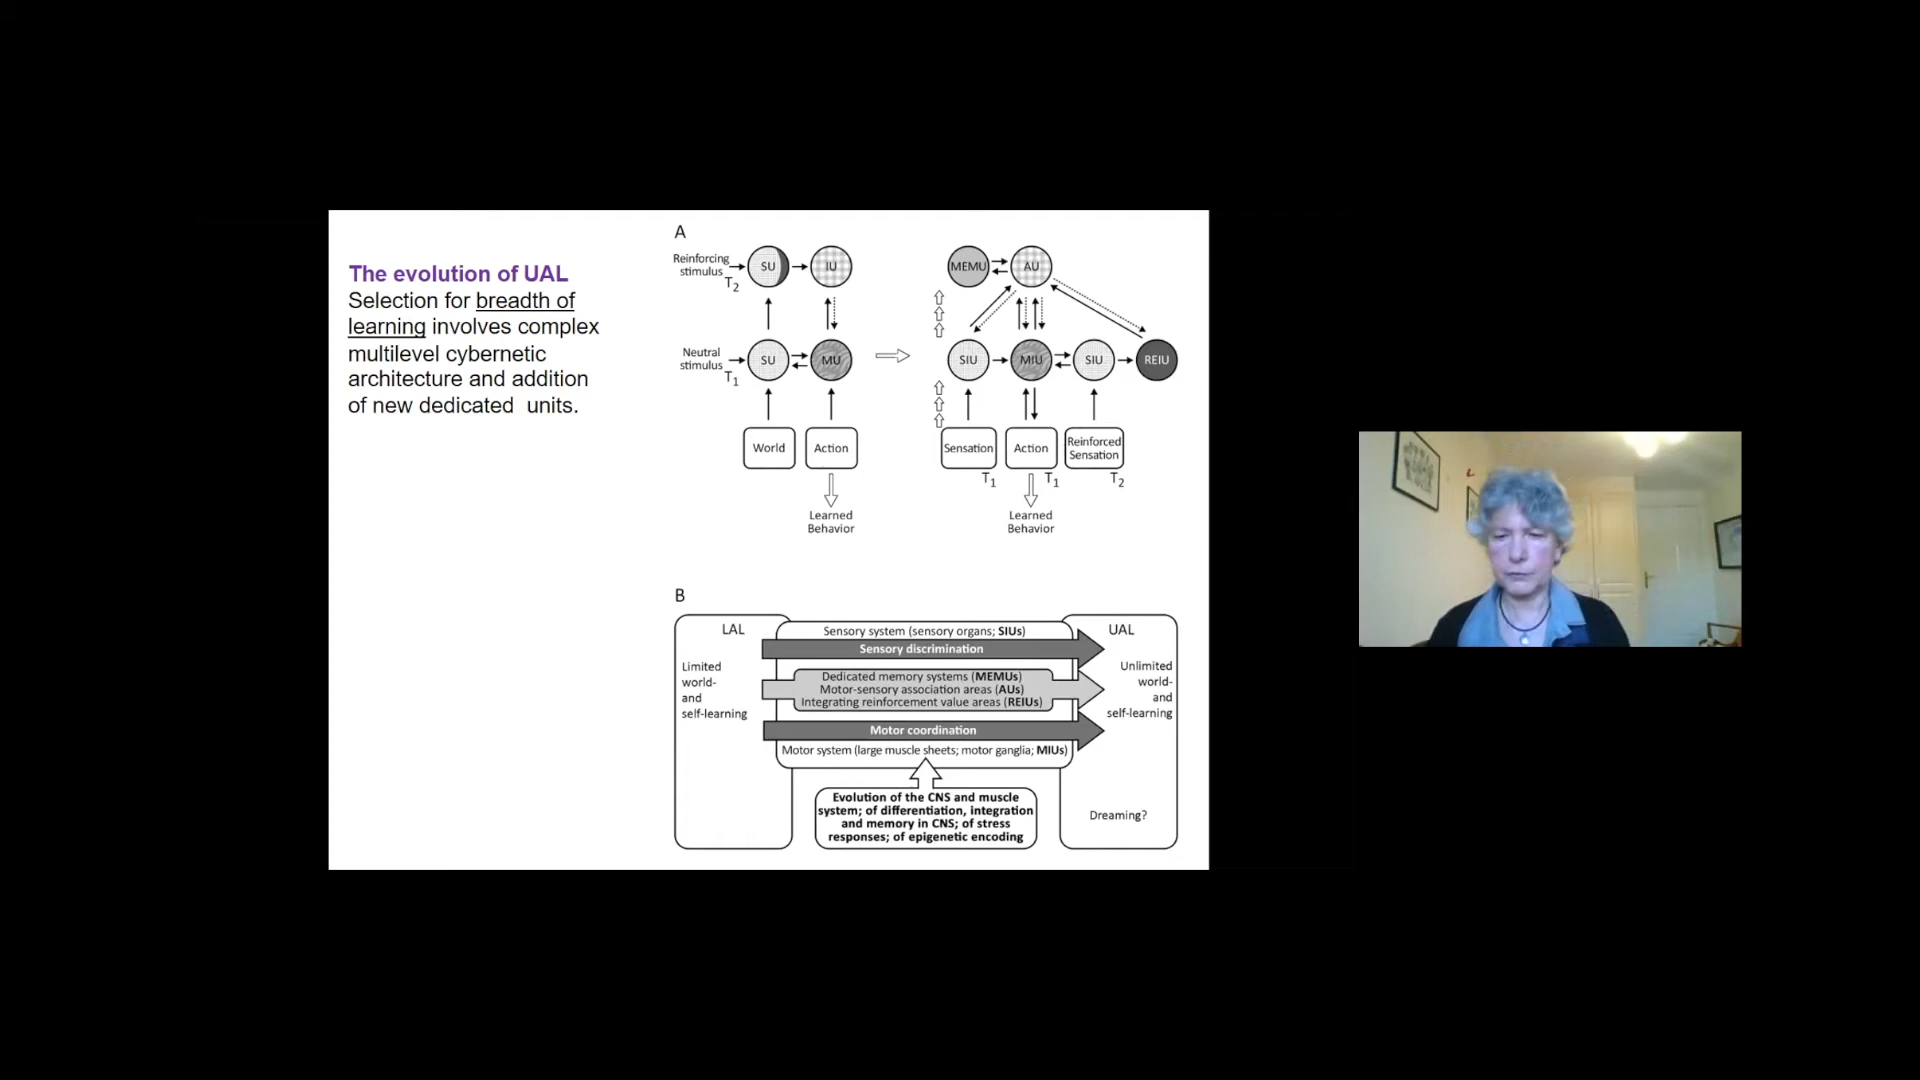 The evolution of UAL
Selection for breadth of
learning involves complex
multilevel cybernetic
architecture and addition
of new dedicated units.
A
Reinforcing
stimulus
T2
SU
IU
Neutral
stimulus
T1
SU
MU
World
Action
Learned
Behavior
MEMU
AU
SIU
MIU
SIU
REIU
Sensation
Action
Reinforced
Sensation
T1
T1
T2
Learned
Behavior
B
LAL
Limited
world-
and
self-learning
Sensory system (sensory organs; SIUs)
Sensory discrimination
Dedicated memory systems (MEMUs)
Motor-sensory association areas (AUs)
Integrating reinforcement value areas (REIUs)
Motor coordination
Motor system (large muscle sheets; motor ganglia; MIUs)
Evolution of the CNS and muscle
system; of differentiation, integration
and memory in CNS; of stress
responses; of epigenetic encoding
UAL
Unlimited
world-
and
self-learning
Dreaming?